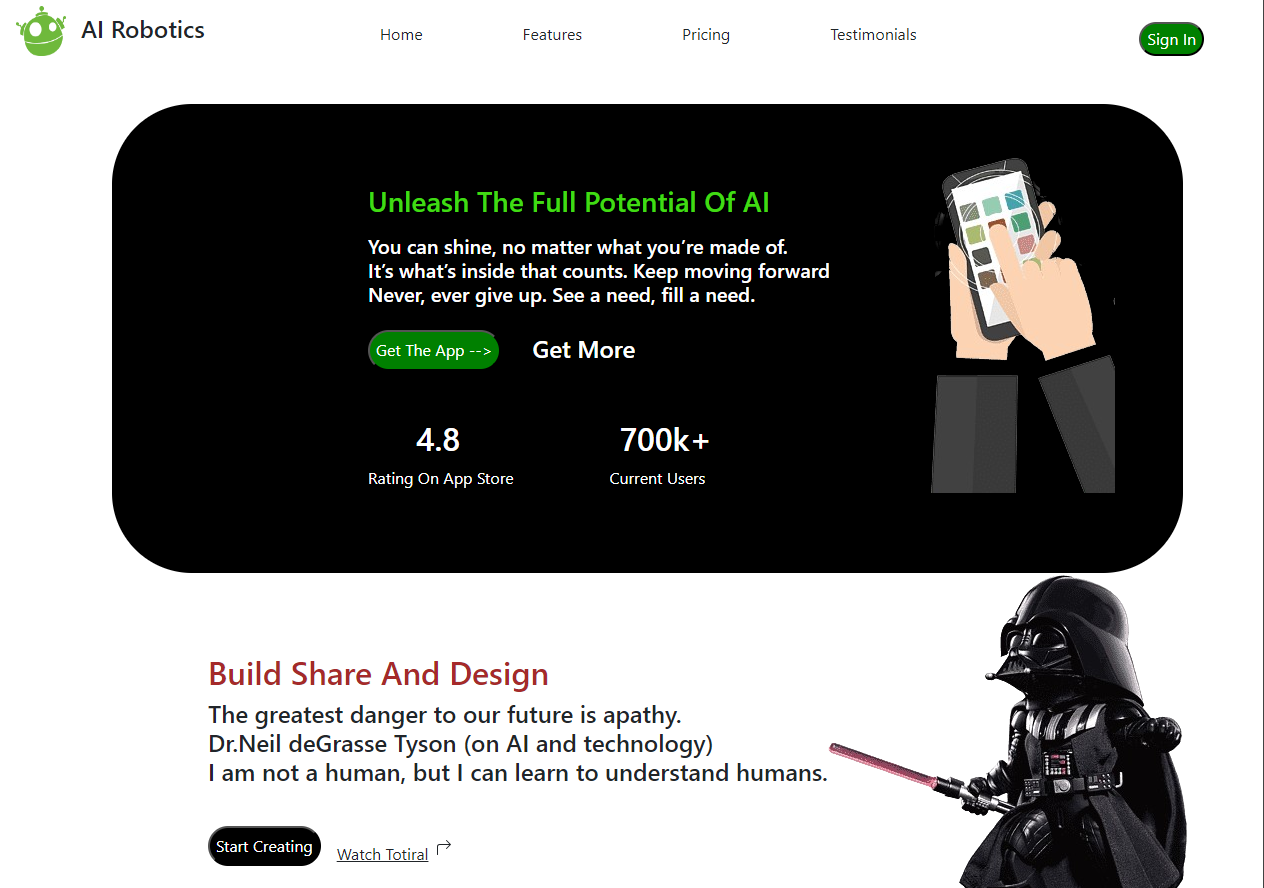 AI Robotics
Home
Features
Pricing
Testimonials
Sign In
Unleash The Full Potential Of AI
You can shine, no matter what you’re made of.
It’s what’s inside that counts. Keep moving forward
Never, ever give up. See a need, fill a need.
Get The App -->
Get More
4.8
700k+
Rating On App Store
Current Users
Build Share And Design
The greatest danger to our future is apathy.
Dr.Neil deGrasse Tyson (on AI and technology)
I am not a human, but I can learn to understand humans.
Start Creating
Watch Totiral